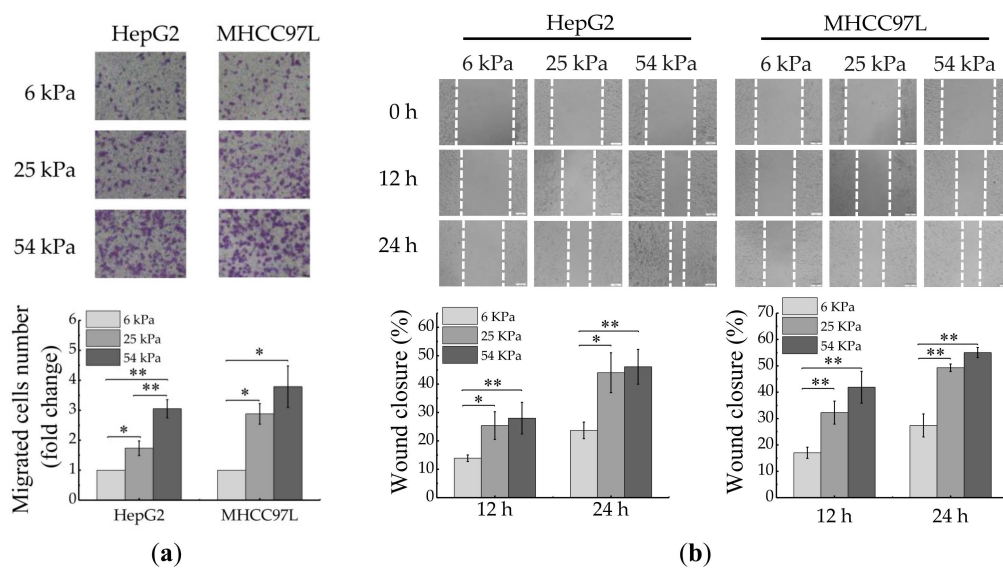 HepG2 MHCC97L
6 kPa
25 kPa
54 kPa
Migrated cells number
(fold change)
6
5
4
3
2
1
0
6 kPa
25 kPa
54 kPa
**
**
*
*
*
HepG2 MHCC97L
(a)
HepG2 MHCC97L
6 kPa 25 kPa 54 kPa 6 kPa 25 kPa 54 kPa
0 h
12 h
24 h
Wound closure (%)
60
50
40
30
20
10
0
6 KPa
25 KPa
54 KPa
**
*
**
*
12 h 24 h
Wound closure (%)
70
60
50
40
30
20
10
0
6 KPa
25 KPa
54 KPa
**
**
**
**
12 h 24 h
(b)